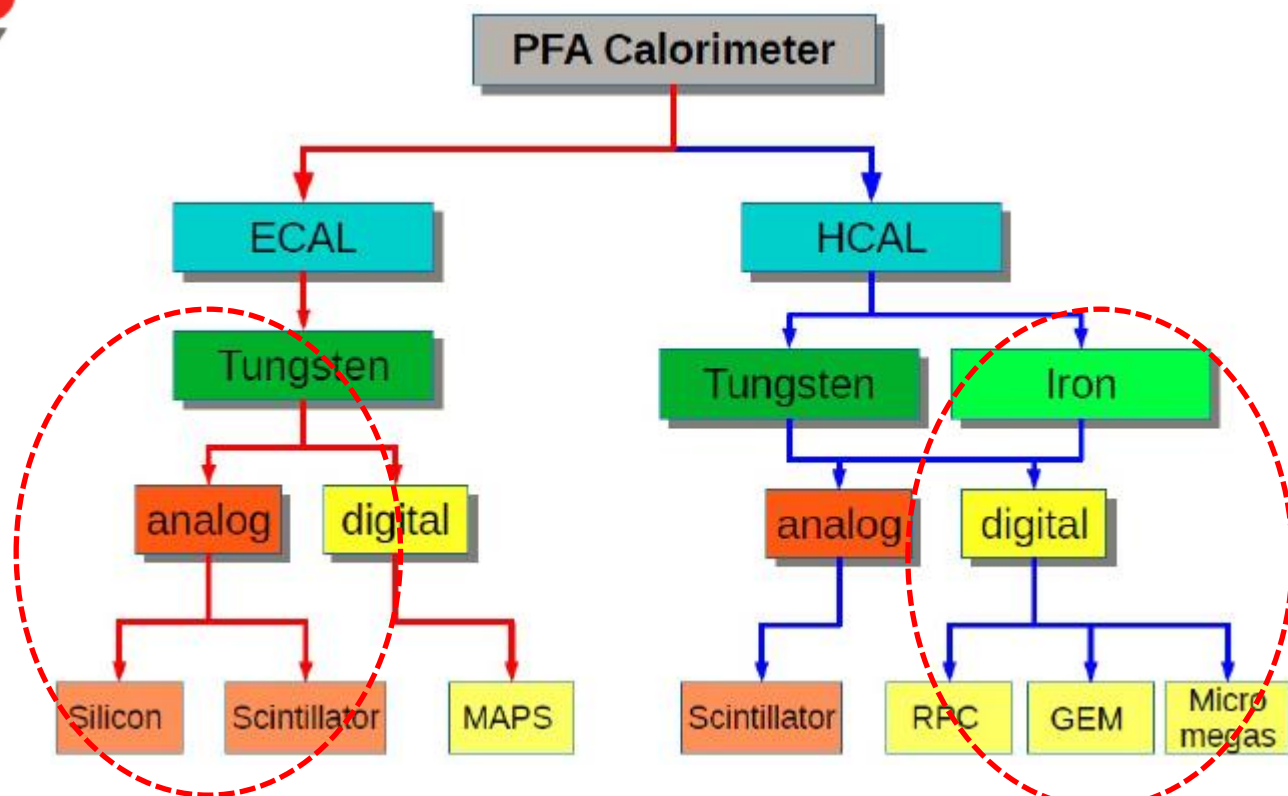 PFA Calorimeter
ECAL
HCAL
Tungsten
Tungsten
Iron
analog
digital
analog
digital
Silicon
Scintillator
MAPS
Scintillator
RPC
GEM
Micro
megas